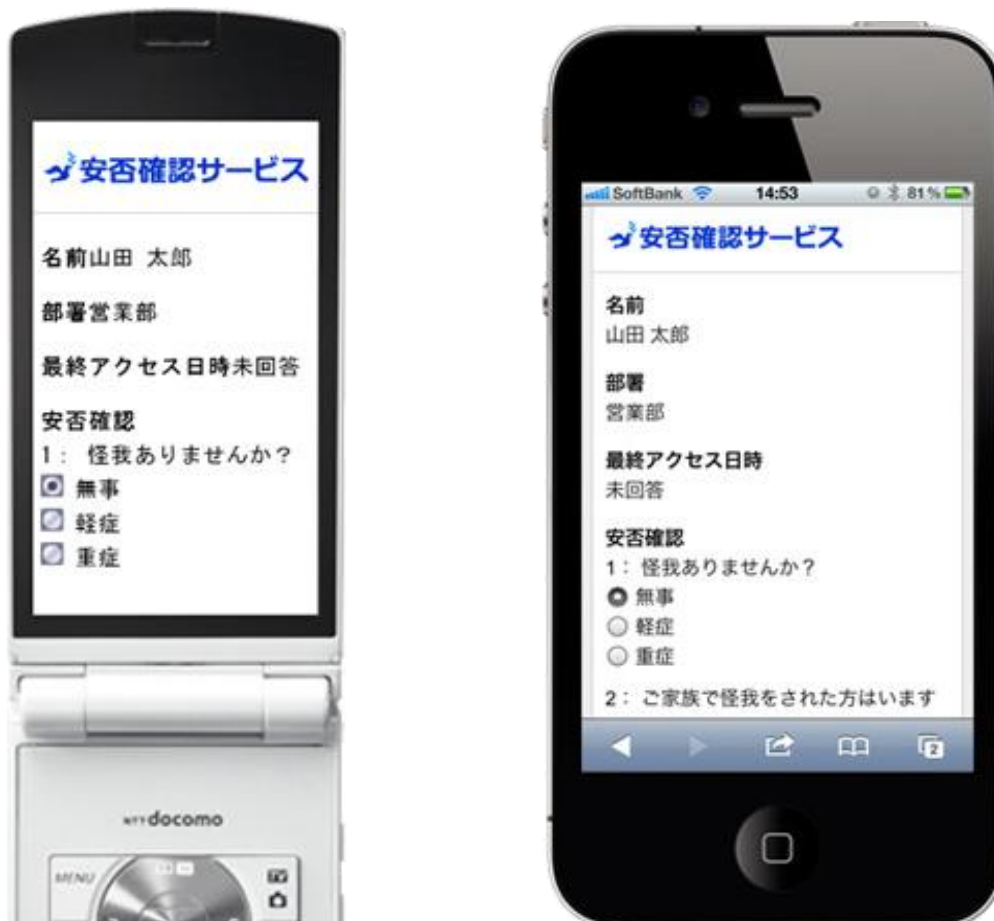 安否確認サービス
名前山田 太郎
部署営業部
最終アクセス日時未回答
安否確認
1： 怪我ありませんか？
無事
軽症
重症
NTT docomo
MENU
TV
SoftBank 14:53 81%
安否確認サービス
名前
山田 太郎
部署
営業部
最終アクセス日時
未回答
安否確認
1： 怪我ありませんか？
無事
軽症
重症
2： ご家族で怪我をされた方はいます
2